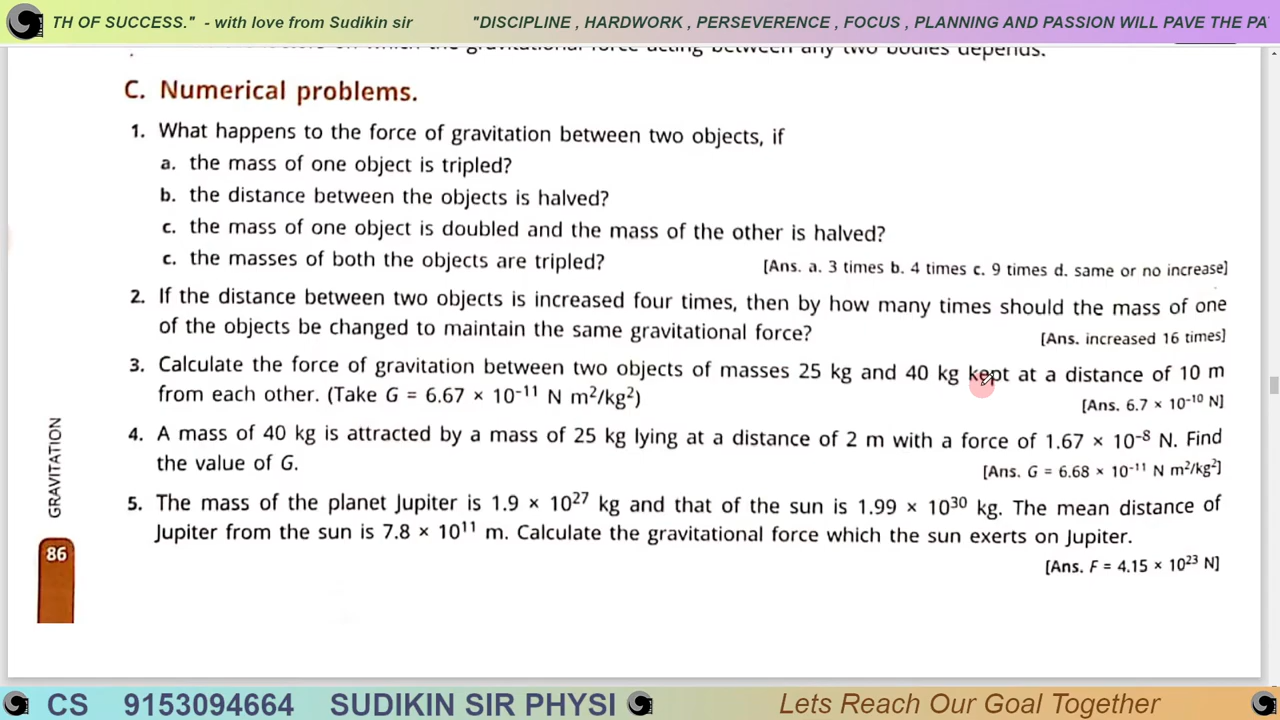 TH OF SUCCESS." - with love from Sudikin sir "DISCIPLINE , HARDWORK , PERSEVERENCE , FOCUS , PLANNING AND PASSION WILL PAVE THE PA
on which the gravitational force acting between any two bodies depends.
C. Numerical problems.
1. What happens to the force of gravitation between two objects, if
a. the mass of one object is tripled?
b. the distance between the objects is halved?
c. the mass of one object is doubled and the mass of the other is halved?
c. the masses of both the objects are tripled? [Ans. a. 3 times b. 4 times c. 9 times d. same or no increase]
2. If the distance between two objects is increased four times, then by how many times should the mass of one
of the objects be changed to maintain the same gravitational force? [Ans. increased 16 times]
3. Calculate the force of gravitation between two objects of masses 25 kg and 40 kg kept at a distance of 10 m
from each other. (Take G = 6.67 × 10⁻¹¹ N m²/kg²) [Ans. 6.7 × 10⁻¹⁰ N]
4. A mass of 40 kg is attracted by a mass of 25 kg lying at a distance of 2 m with a force of 1.67 × 10⁻⁸ N. Find
the value of G. [Ans. G = 6.68 × 10⁻¹¹ N m²/kg²]
5. The mass of the planet Jupiter is 1.9 × 10²⁷ kg and that of the sun is 1.99 × 10³⁰ kg. The mean distance of
Jupiter from the sun is 7.8 × 10¹¹ m. Calculate the gravitational force which the sun exerts on Jupiter.
[Ans. F = 4.15 × 10²³ N]
GRAVITATION
86
CS 9153094664 SUDIKIN SIR PHYSI Lets Reach Our Goal Together